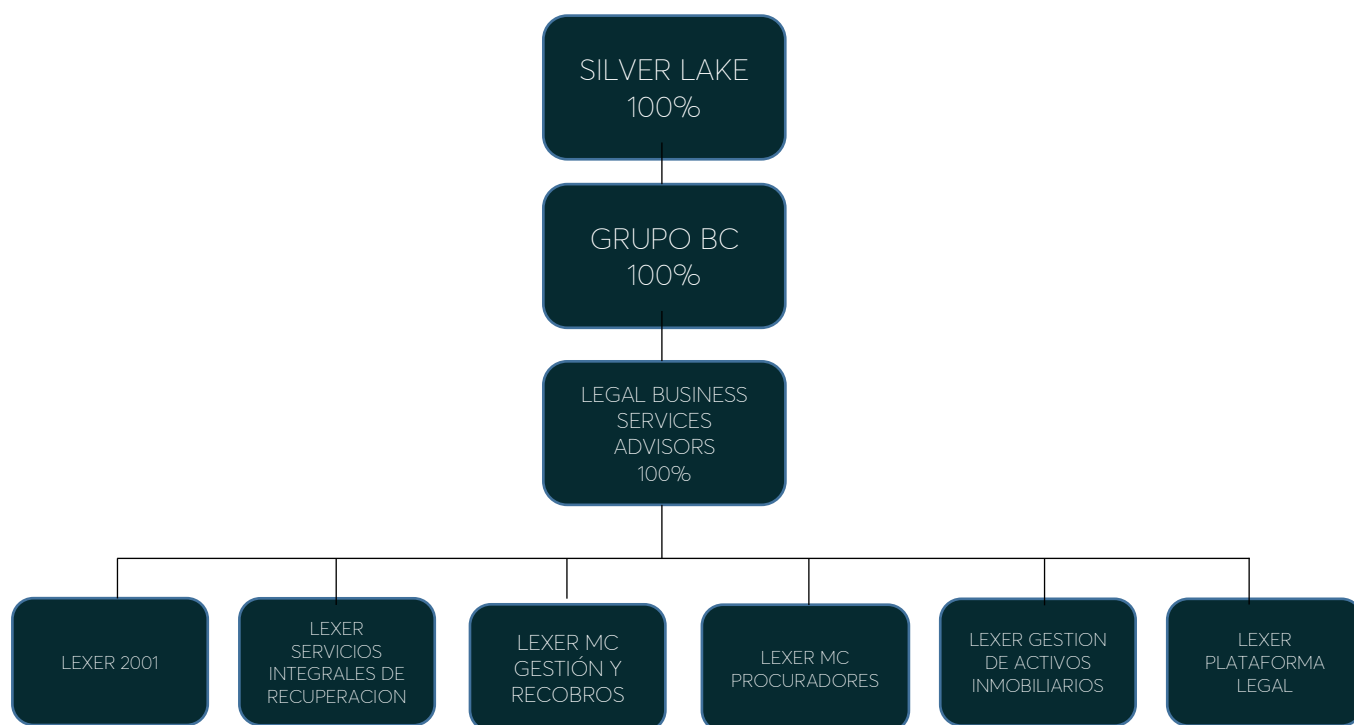 SILVER LAKE
100%
GRUPO BC
100%
LEGAL BUSINESS
SERVICES
ADVISORS
100%
LEXER 2001
LEXER
SERVICIOS
INTEGRALES DE
RECUPERACION
LEXER MC
GESTIÓN Y
RECOBROS
LEXER MC
PROCURADORES
LEXER GESTION
DE ACTIVOS
INMOBILIARIOS
LEXER
PLATAFORMA
LEGAL